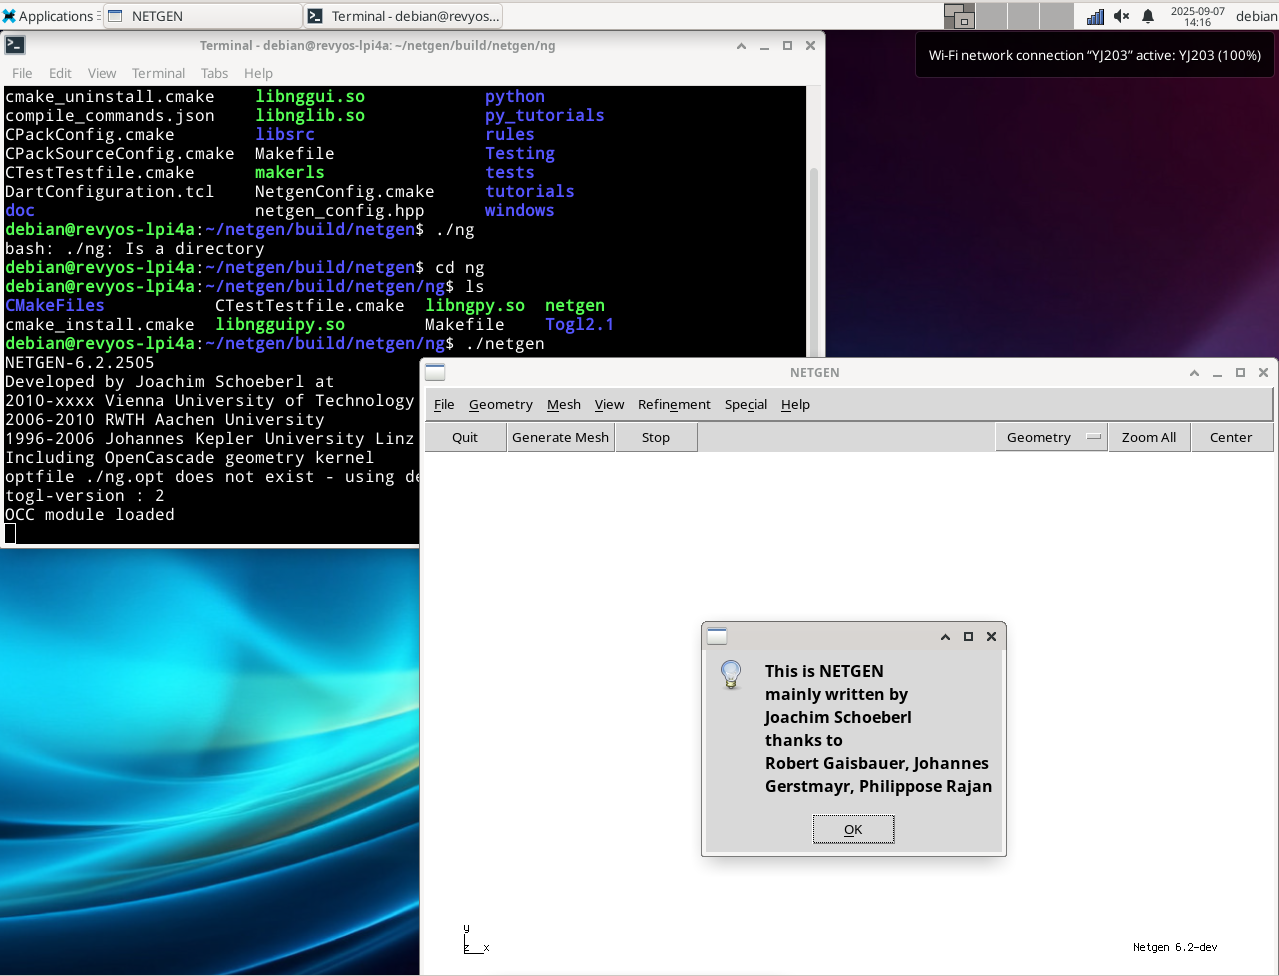 Applications
NETGEN
Terminal - debian@revyos...
2025-09-07
14:16
debian
Wi-Fi network connection “YJ203” active: YJ203 (100%)
Terminal - debian@revyos-lpi4a: ~/netgen/build/netgen/ng
File Edit View Terminal Tabs Help
cmake_uninstall.cmake libnggui.so python
compile_commands.json libnglib.so py_tutorials
CPackConfig.cmake libsrc rules
CPackSourceConfig.cmake Makefile Testing
CTestTestfile.cmake makerls tests
DartConfiguration.tcl NetgenConfig.cmake tutorials
doc netgen_config.hpp windows
debian@revyos-lpi4a:~/netgen/build/netgen$ ./ng
bash: ./ng: Is a directory
debian@revyos-lpi4a:~/netgen/build/netgen$ cd ng
debian@revyos-lpi4a:~/netgen/build/netgen/ng$ ls
CMakeFiles CTestTestfile.cmake libngpy.so netgen
cmake_install.cmake libngguipy.so Makefile Togl2.1
debian@revyos-lpi4a:~/netgen/build/netgen/ng$ ./netgen
NETGEN-6.2.2505
Developed by Joachim Schoeberl at
2010-xxxx Vienna University of Technology
2006-2010 RWTH Aachen University
1996-2006 Johannes Kepler University Linz
Including OpenCascade geometry kernel
optfile ./ng.opt does not exist - using de
togl-version : 2
OCC module loaded
NETGEN
File Geometry Mesh View Refinement Special Help
Quit Generate Mesh Stop Geometry Zoom All Center
This is NETGEN
mainly written by
Joachim Schoeberl
thanks to
Robert Gaisbauer, Johannes
Gerstmayr, Philippose Rajan
OK
y
z x
Netgen 6.2-dev